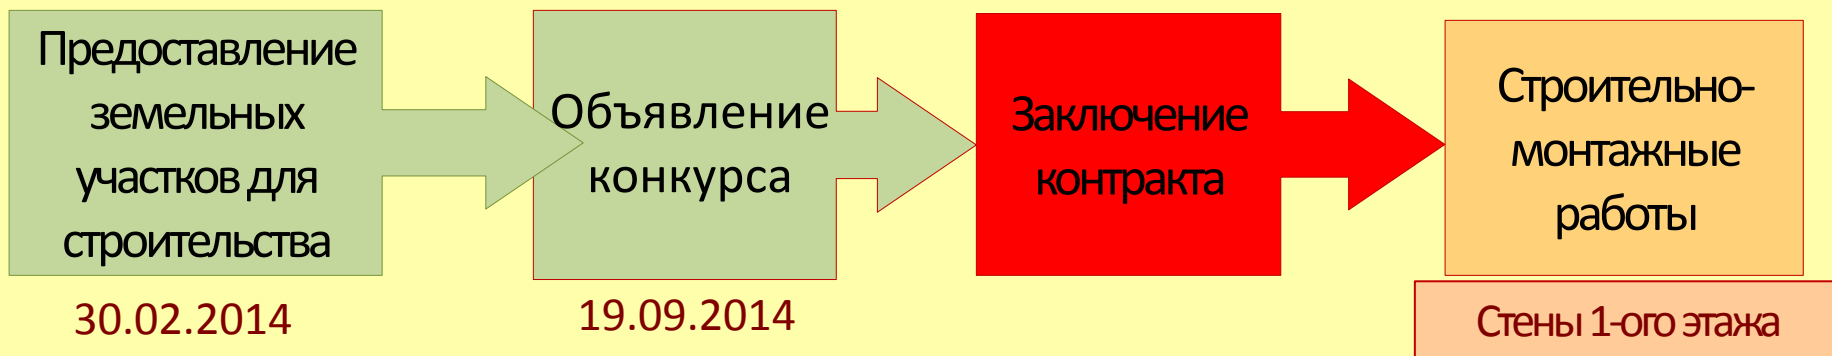 Предоставление
земельных
участков для
строительства
30.02.2014
Объявление
конкурса
19.09.2014
Заключение
контракта
Строительно-
монтажные
работы
Стены 1-ого этажа